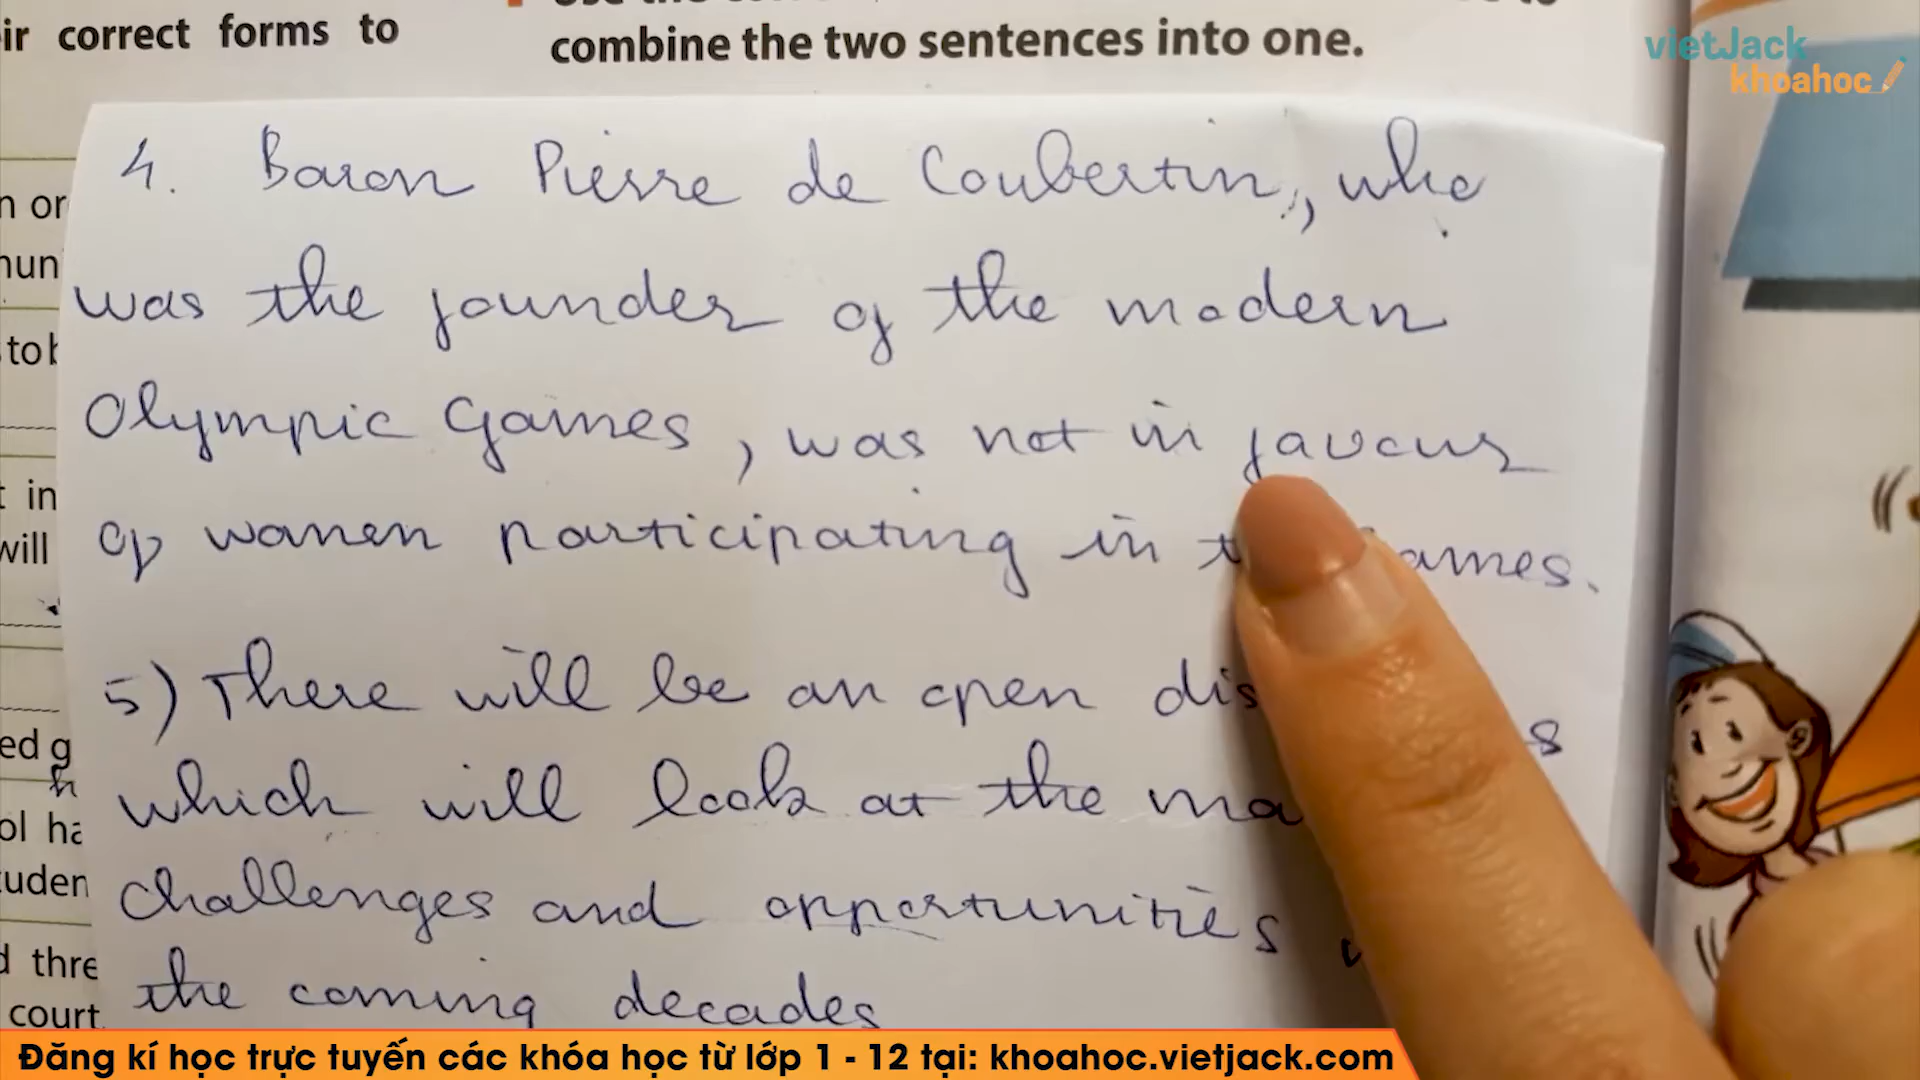 ir correct forms to
combine the two sentences into one.
vietJack
khoahoc
4. Baron Pierre de Coubertin, who
was the founder of the modern
Olympic Games, was not in favour
of women participating in
ames.
5) There will be an open dis
s
which will look at the ma
challenges and opportunities
the coming decades
n or
to b
t in
will
ed g
h
ol ha
tuden
d thre
court
Đăng kí học trực tuyến các khóa học từ lớp 1 - 12 tại: khoahoc.vietjack.com